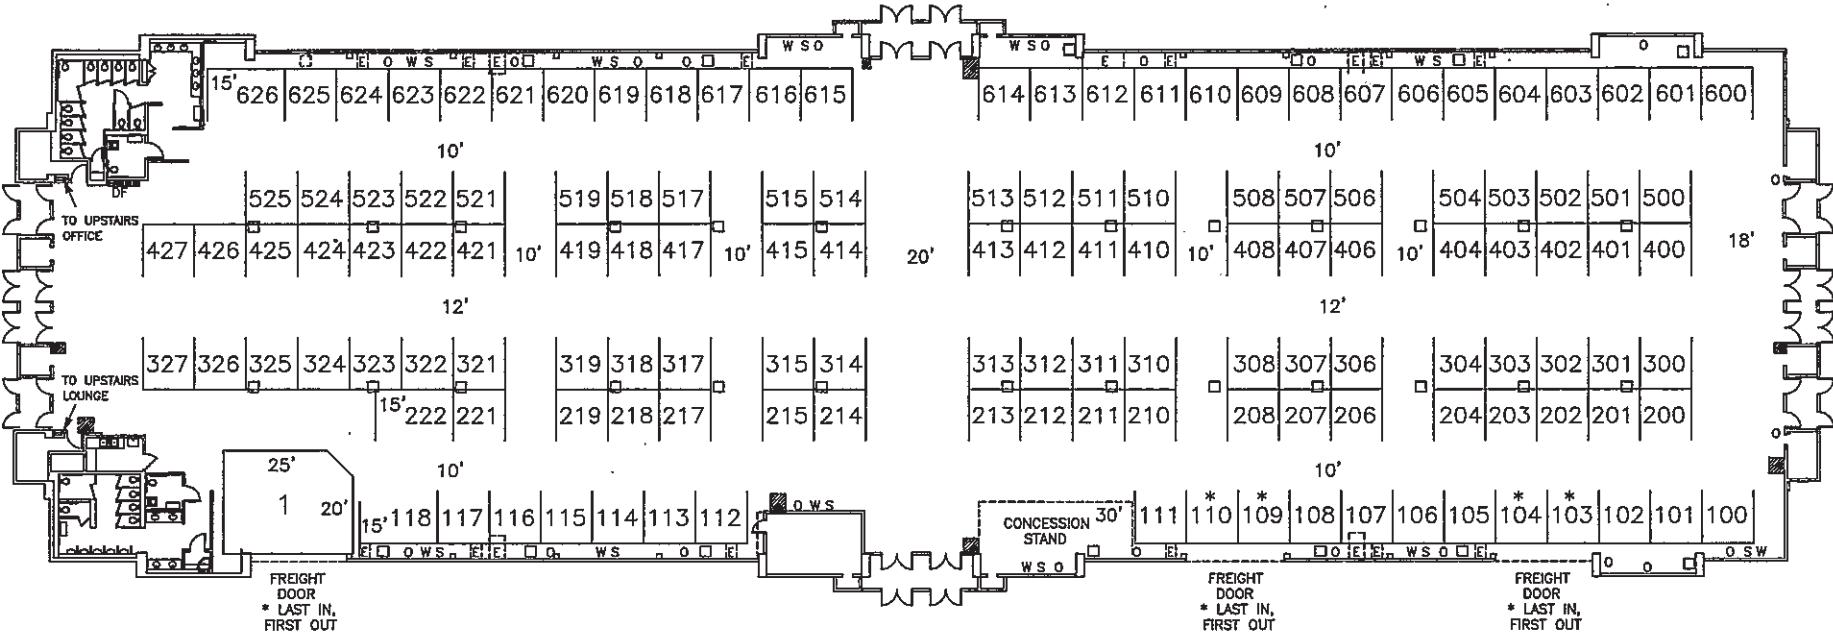 W S O W S O O
E O W S E E O W S O O E E O E O E E W S E
15' 626 625 624 623 622 621 620 619 618 617 616 615 614 613 612 611 610 609 608 607 606 605 604 603 602 601 600
10' 10'
DF
525 524 523 522 521 519 518 517 515 514 513 512 511 510 508 507 506 504 503 502 501 500
O
TO UPSTAIRS
OFFICE
427 426 425 424 423 422 421 10' 419 418 417 10' 415 414 20' 413 412 411 410 10' 408 407 406 10' 404 403 402 401 400 18'
12' 12'
327 326 325 324 323 322 321 319 318 317 315 314 313 312 311 310 308 307 306 304 303 302 301 300
TO UPSTAIRS
LOUNGE
15' 222 221 219 218 217 215 214 213 212 211 210 208 207 206 204 203 202 201 200
O
25' 10' 10'
1 20'
* * * *
O W S
15' 118 117 116 115 114 113 112 CONCESSION 30' 111 110 109 108 107 106 105 104 103 102 101 100
STAND
E O W S E E O W S O E O E O E E W S O E O S W
W S O O O
FREIGHT
DOOR
* LAST IN,
FIRST OUT
FREIGHT
DOOR
* LAST IN,
FIRST OUT
FREIGHT
DOOR
* LAST IN,
FIRST OUT